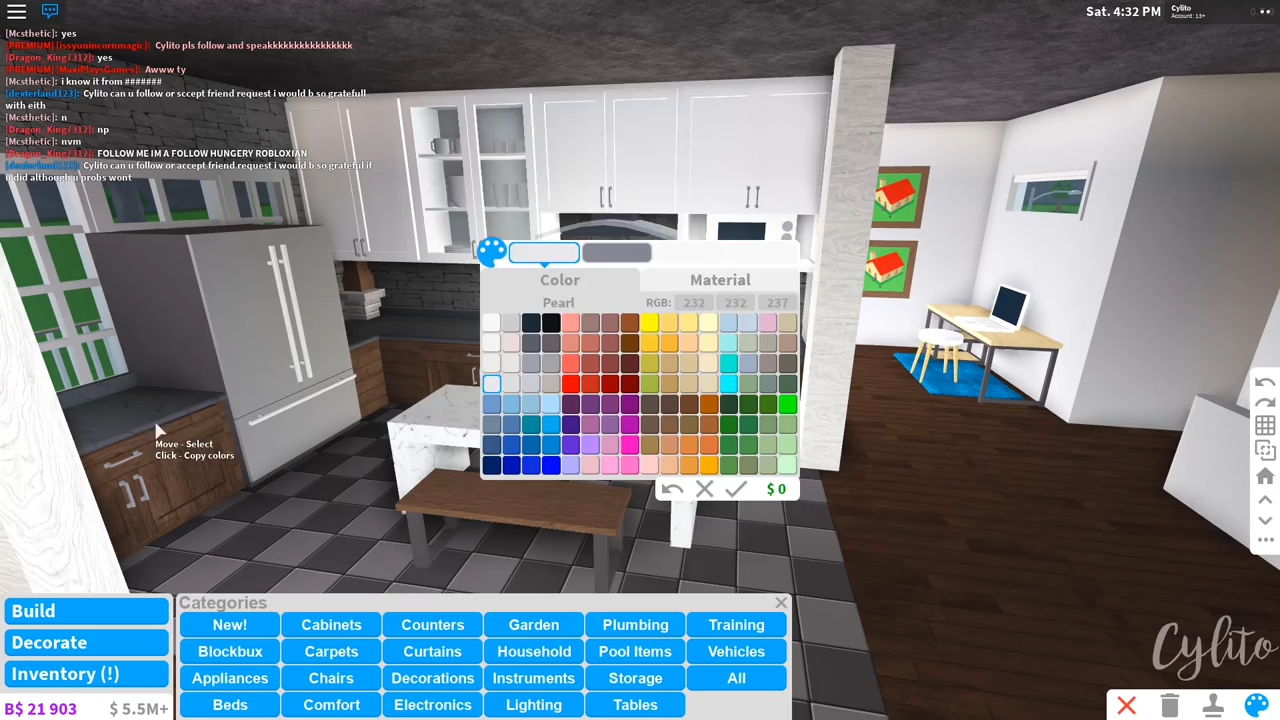 Sat. 4:32 PM
Cylito
Account: 13+
[Mcsthetic]: yes
[PREMIUM] [issyunincornmagic]: Cylito pls follow and speakkkkkkkkkkkkkkkk
[Dragon_King7312]: yes
[PREMIUM] [MaxiPlaysGames]: Awww ty
[Mcsthetic]: i know it from #######
[dexterland123]: Cylito can u follow or sccept friend request i would b so gratefull
with eith
[Mcsthetic]: n
[Dragon_King7312]: np
[Mcsthetic]: nvm
[Dragon_King7312]: FOLLOW ME IM A FOLLOW HUNGERY ROBLOXIAN
[dexterland123]: Cylito can u follow or accept friend request i would b so grateful if
u did although u probs wont
Color
Material
Pearl
RGB: 232 232 237
Move - Select
Click - Copy colors
$ 0
Build
Decorate
Inventory (!)
B$ 21 903
$ 5.5M+
Categories
New! Cabinets Counters Garden Plumbing Training
Blockbux Carpets Curtains Household Pool Items Vehicles
Appliances Chairs Decorations Instruments Storage All
Beds Comfort Electronics Lighting Tables
Cylito